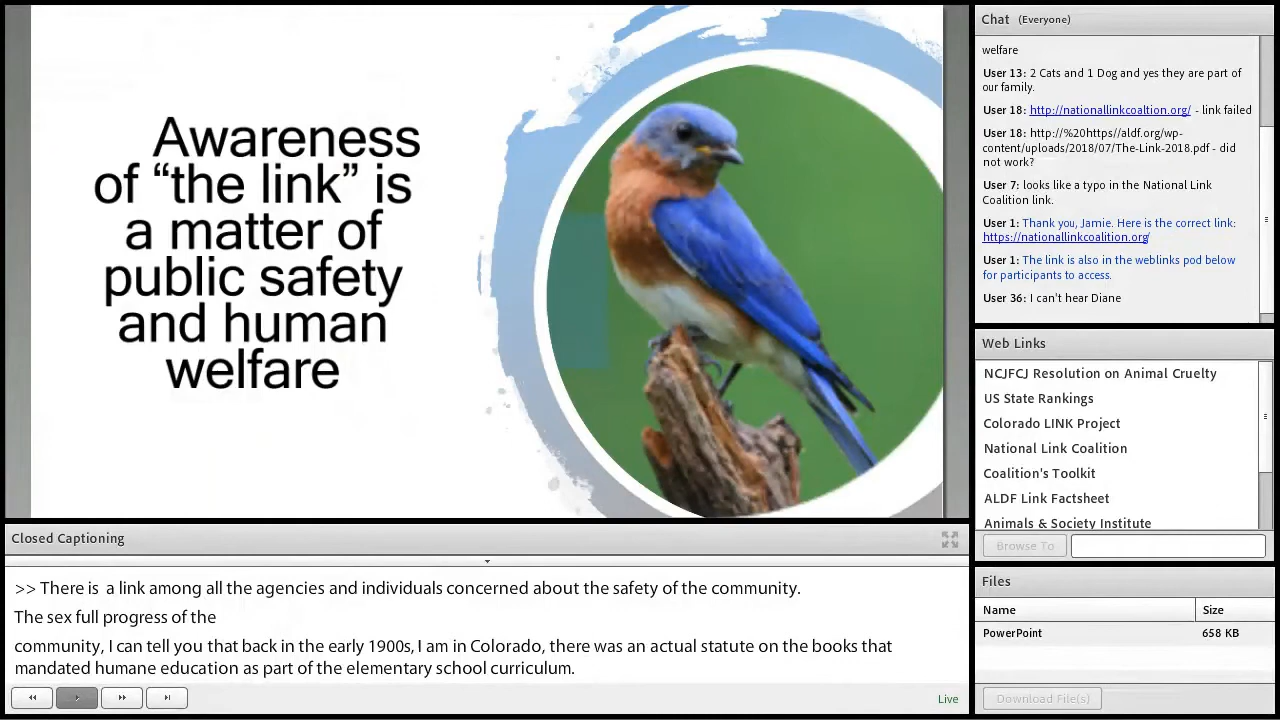 Awareness
of “the link” is
a matter of
public safety
and human
welfare
Chat (Everyone)
welfare
User 13: 2 Cats and 1 Dog and yes they are part of
our family.
User 18: http://nationallinkcoaltion.org/ - link failed
User 18: http://%20https//aldf.org/wp-
content/uploads/2018/07/The-Link-2018.pdf - did
not work?
User 7: looks like a typo in the National Link
Coalition link.
User 1: Thank you, Jamie. Here is the correct link:
https://nationallinkcoalition.org/
User 1: The link is also in the weblinks pod below
for participants to access.
User 36: I can't hear Diane
Web Links
NCJFCJ Resolution on Animal Cruelty
US State Rankings
Colorado LINK Project
National Link Coalition
Coalition's Toolkit
ALDF Link Factsheet
Animals & Society Institute
Browse To
Closed Captioning
>> There is a link among all the agencies and individuals concerned about the safety of the community.
The sex full progress of the
community, I can tell you that back in the early 1900s, I am in Colorado, there was an actual statute on the books that
mandated humane education as part of the elementary school curriculum.
Live
Files
Name Size
PowerPoint 658 KB
Download File(s)